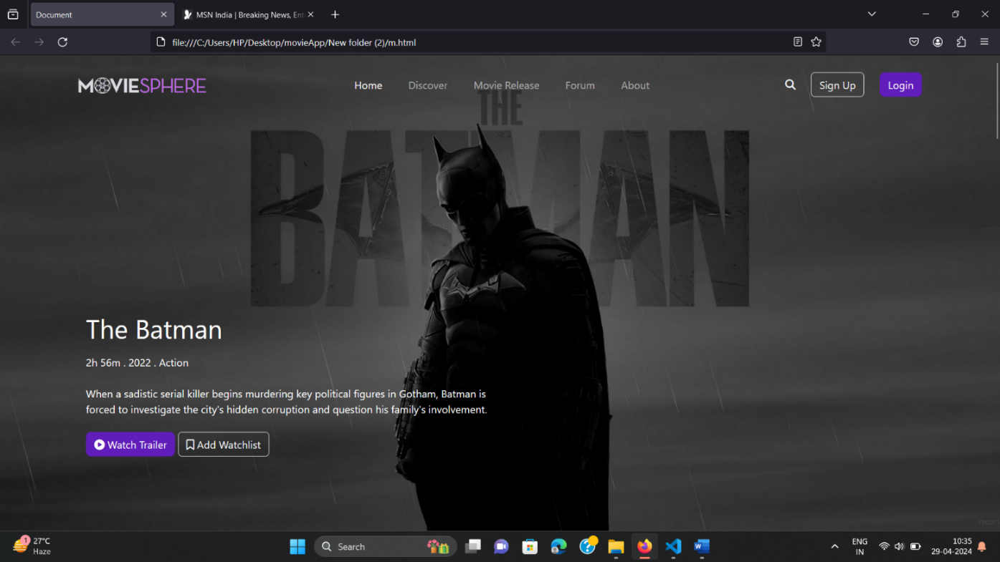 Document
MSN India | Breaking News, Ent
file:///C:/Users/HP/Desktop/movieApp/New folder (2)/m.html
MOVIESPHERE
Home
Discover
Movie Release
Forum
About
Sign Up
Login
THE
BATMAN
The Batman
2h 56m . 2022 . Action
When a sadistic serial killer begins murdering key political figures in Gotham, Batman is
forced to investigate the city's hidden corruption and question his family's involvement.
Watch Trailer
Add Watchlist
1
27°C
Haze
Search
ENG
IN
10:35
29-04-2024